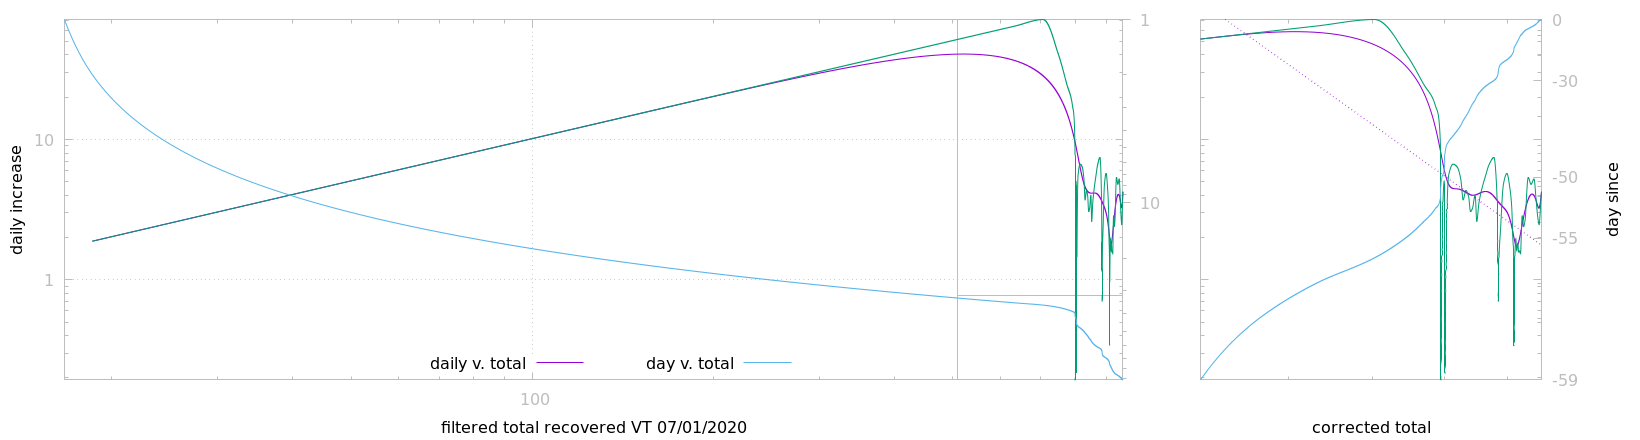 daily increase
10
1
100
daily v. total
day v. total
1
10
filtered total recovered VT 07/01/2020
0
-30
-50
-55
-59
day since
corrected total